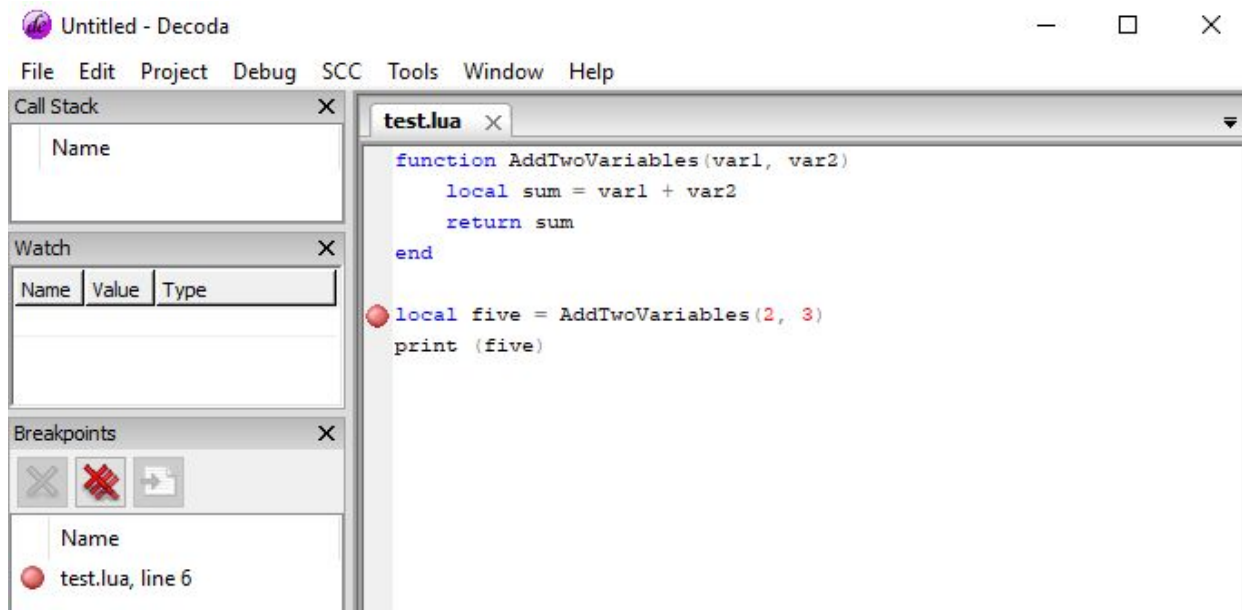 Untitled - Decoda
File Edit Project Debug SCC Tools Window Help
Call Stack
Name
Watch
Name Value Type
Breakpoints
Name
test.lua, line 6
test.lua
function AddTwoVariables(var1, var2)
    local sum = var1 + var2
    return sum
end
local five = AddTwoVariables(2, 3)
print (five)